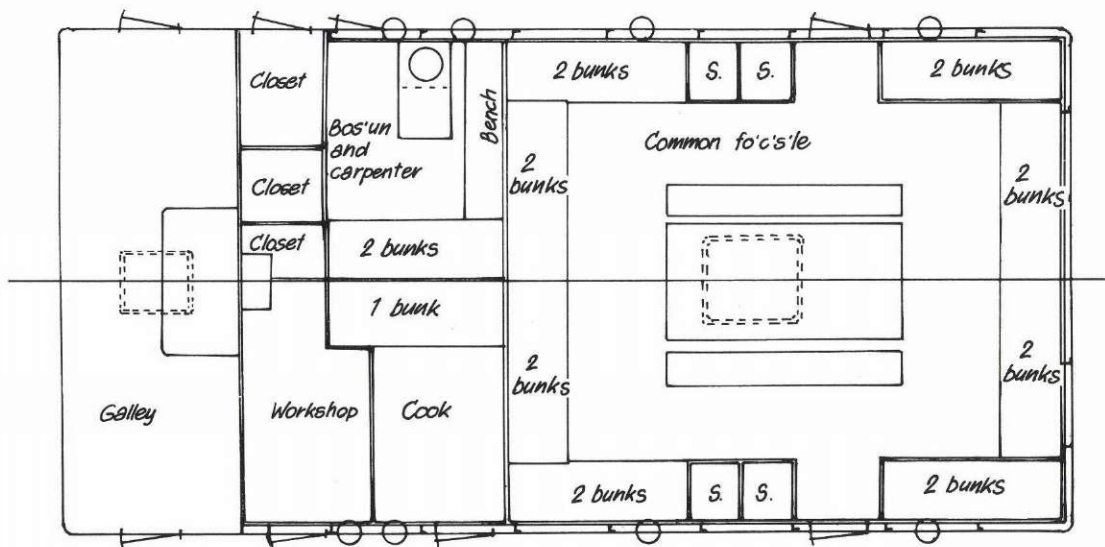 Closet
Bos'un
and
carpenter
Bench
2 bunks
S.
S.
2 bunks
Common fo'c's'le
Closet
2
bunks
2
bunks
Closet
2 bunks
1 bunk
2
bunks
2
bunks
Galley
Workshop
Cook
2 bunks
S.
S.
2 bunks